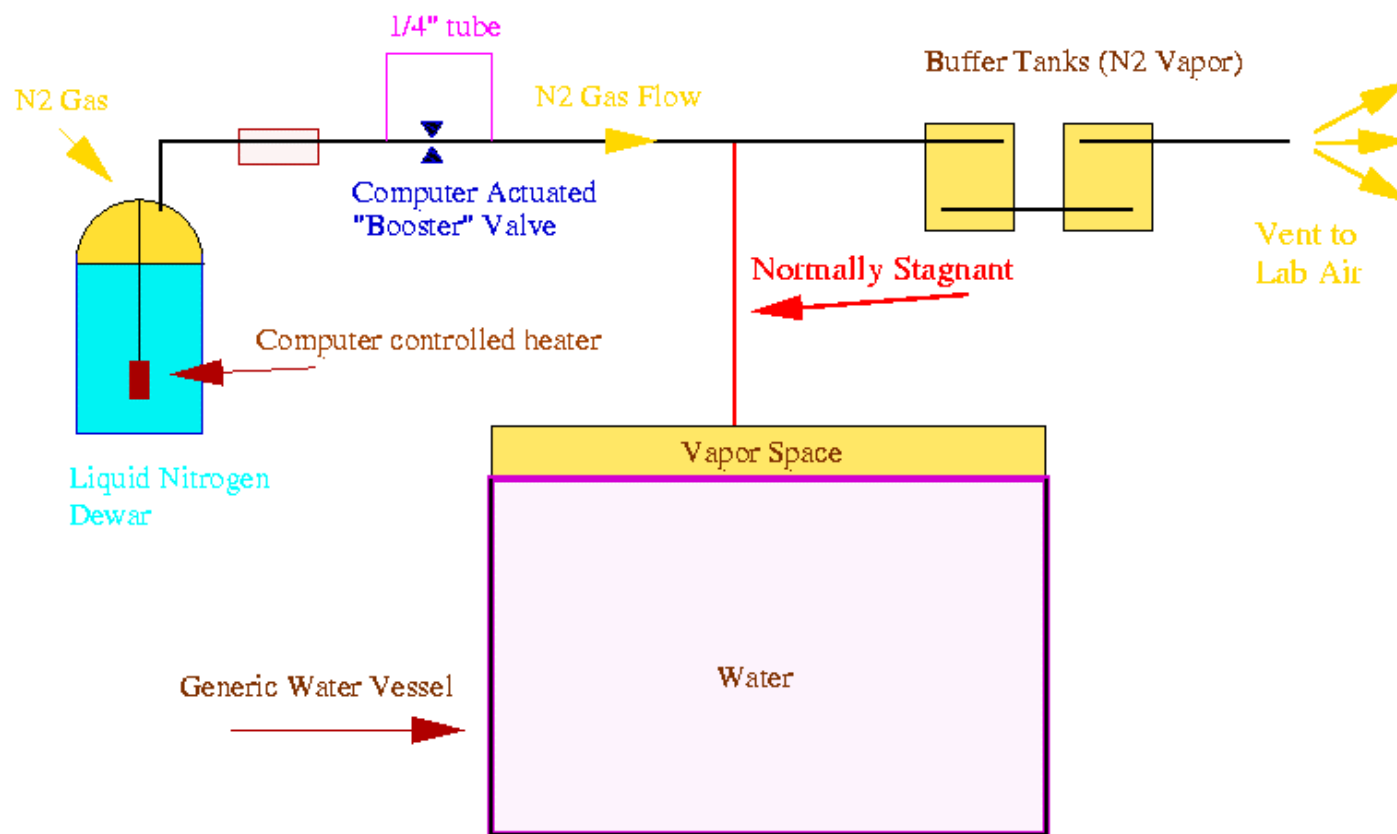 1/4" tube
Buffer Tanks (N2 Vapor)
N2 Gas
N2 Gas Flow
Computer Actuated
"Booster" Valve
Vent to
Lab Air
Normally Stagnant
Computer controlled heater
Vapor Space
Liquid Nitrogen
Dewar
Water
Generic Water Vessel